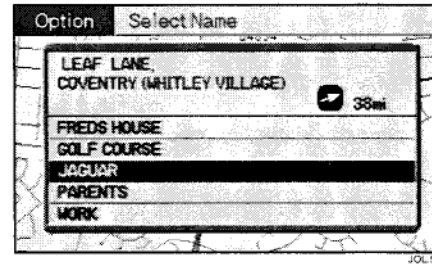 Option Select Name
LEAF LANE,
COVENTRY (WHITLEY VILLAGE)
38mi
FREDS HOUSE
GOLF COURSE
JAGUAR
PARENTS
WORK